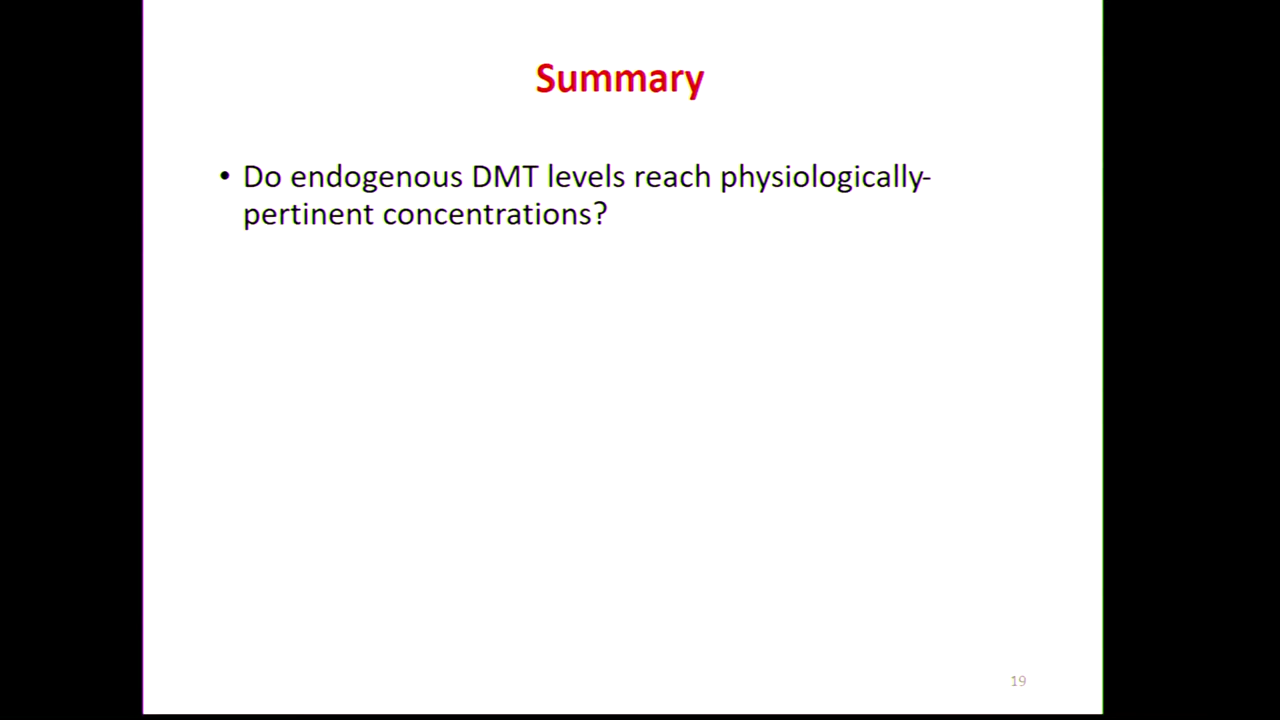 Summary
• Do endogenous DMT levels reach physiologically-
pertinent concentrations?
19